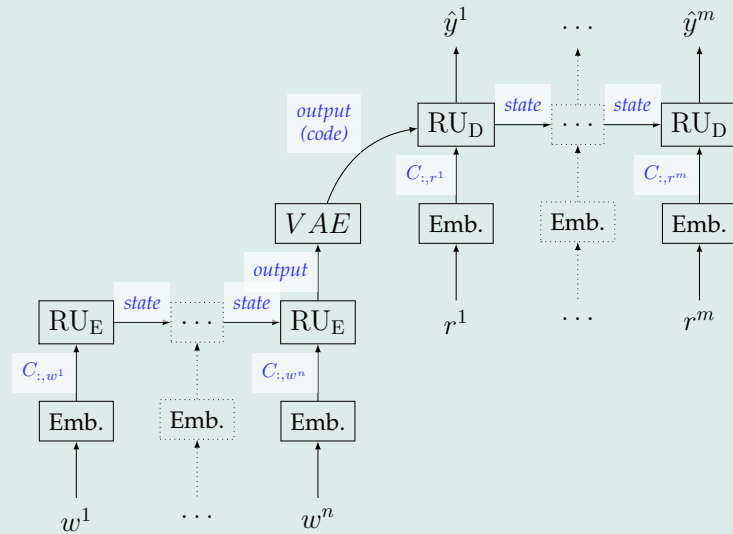 ŷ¹ ... ŷᵐ
output
(code)
state state
RU_D ... RU_D
C_{:,r¹} C_{:,rᵐ}
VAE Emb. Emb. Emb.
output
state state
r¹ ... rᵐ
RU_E ... RU_E
C_{:,w¹} C_{:,wⁿ}
Emb. Emb. Emb.
w¹ ... wⁿ